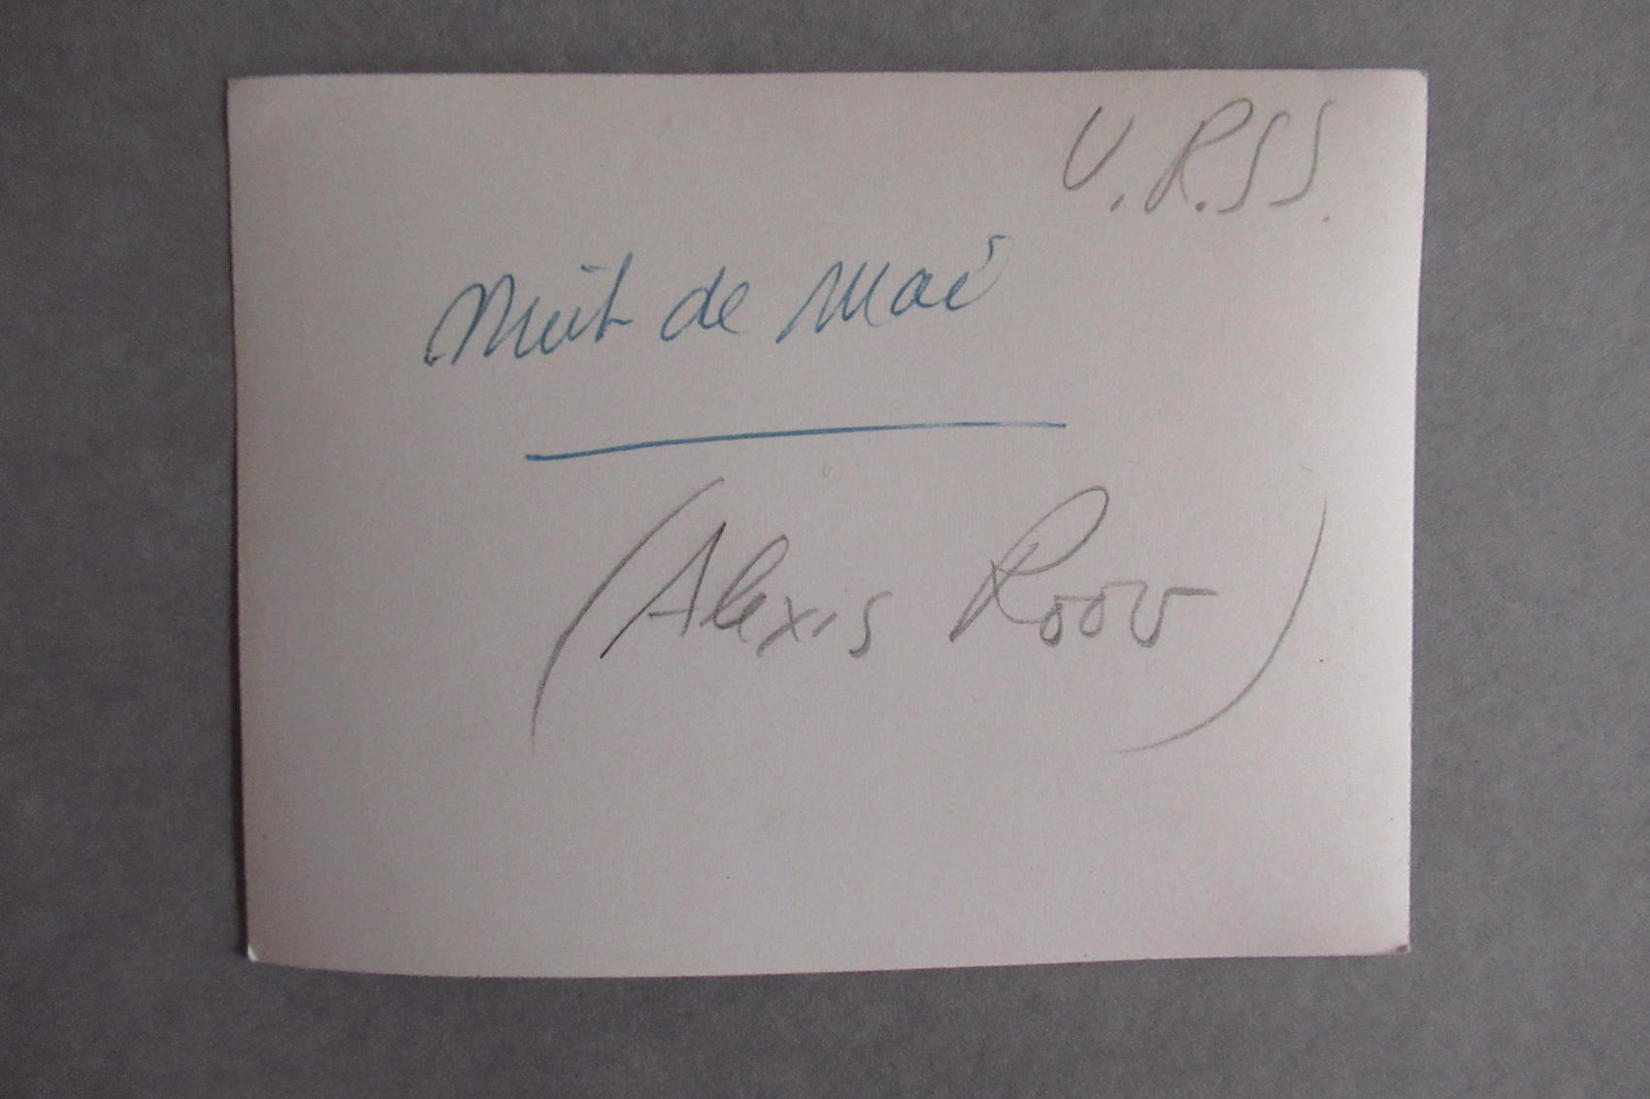 U.R.S.S.
Nuit de Mai
(Alexis Roov)